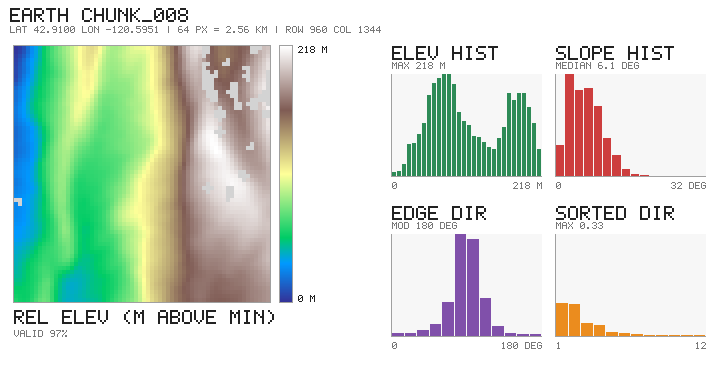 EARTH CHUNK_008
LAT 42.9100 LON -120.5951 | 64 PX = 2.56 KM | ROW 960 COL 1344
218 M
0 M
REL ELEV (M ABOVE MIN)
VALID 97%
ELEV HIST
MAX 218 M
0 218 M
SLOPE HIST
MEDIAN 6.1 DEG
0 32 DEG
EDGE DIR
MOD 180 DEG
0 180 DEG
SORTED DIR
MAX 0.33
1 12